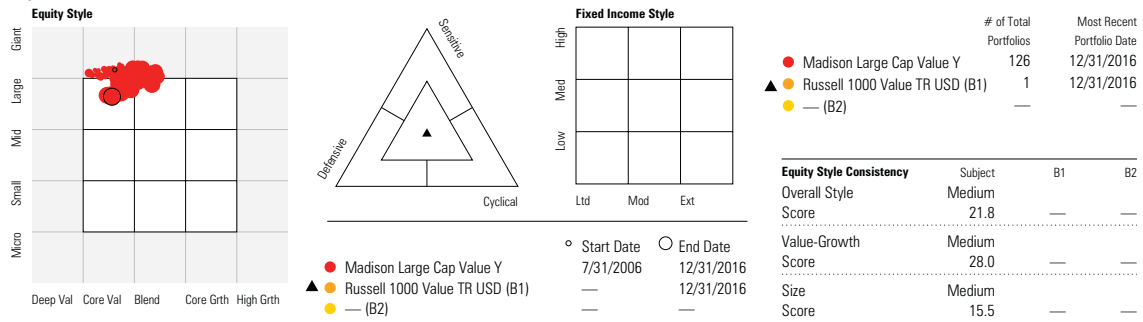 Equity Style
Giant
Large
Mid
Small
Micro
Deep Val Core Val Blend Core Grth High Grth
Sensitive
Defensive
Cyclical
Fixed Income Style
High
Med
Low
Ltd Mod Ext
Start Date End Date
Madison Large Cap Value Y 7/31/2006 12/31/2016
Russell 1000 Value TR USD (B1) — 12/31/2016
— (B2) — —
# of Total Most Recent
Portfolios Portfolio Date
Madison Large Cap Value Y 126 12/31/2016
Russell 1000 Value TR USD (B1) 1 12/31/2016
— (B2) — —
Equity Style Consistency Subject B1 B2
Overall Style Medium
Score 21.8 — —
Value-Growth Medium
Score 28.0 — —
Size Medium
Score 15.5 — —